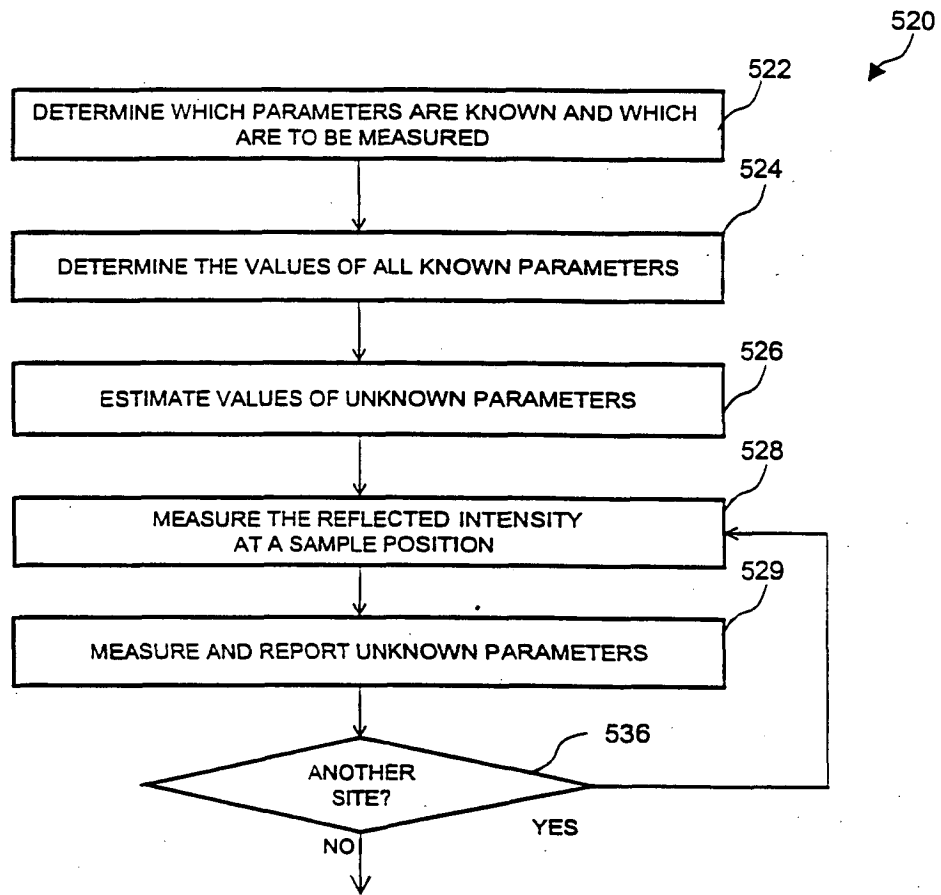 520
522
DETERMINE WHICH PARAMETERS ARE KNOWN AND WHICH
ARE TO BE MEASURED
524
DETERMINE THE VALUES OF ALL KNOWN PARAMETERS
526
ESTIMATE VALUES OF UNKNOWN PARAMETERS
528
MEASURE THE REFLECTED INTENSITY
AT A SAMPLE POSITION
529
MEASURE AND REPORT UNKNOWN PARAMETERS
536
ANOTHER
SITE?
YES
NO